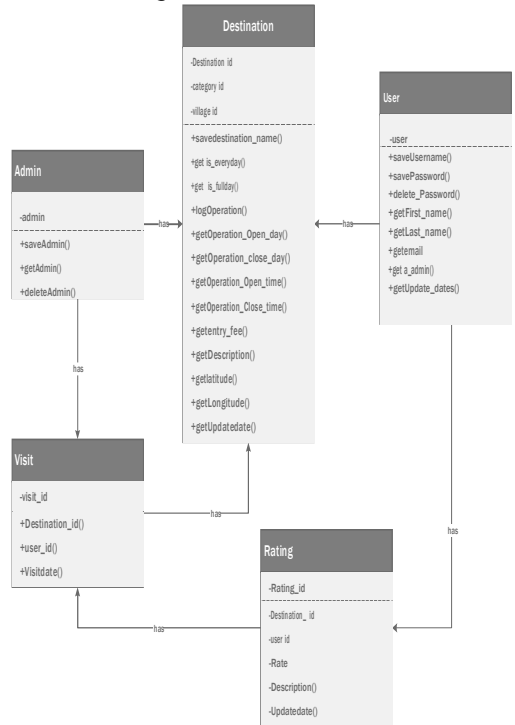 Destination
-Destination id
-category id
-village id
+savedestination_name()
+get is_everyday()
+get is_fullday()
+logOperation()
+getOperation_Open_day()
+getOperation_close_day()
+getOperation_Open_time()
+getOperation_Close_time()
+getentry_fee()
+getDescription()
+getlatitude()
+getLongitude()
+getUpdatedate()
User
-user
+saveUsername()
+savePassword()
+delete_Password()
+getFirst_name()
+getLast_name()
+getemail
+get a_admin()
+getUpdate_dates()
Admin
-admin
+saveAdmin()
+getAdmin()
+deleteAdmin()
has
has
has
Visit
-visit_id
+Destination_id()
+user_id()
+Visitdate()
has
has
Rating
-Rating_id
-Destination_ id
-user id
-Rate
-Description()
-Updatedate()
has